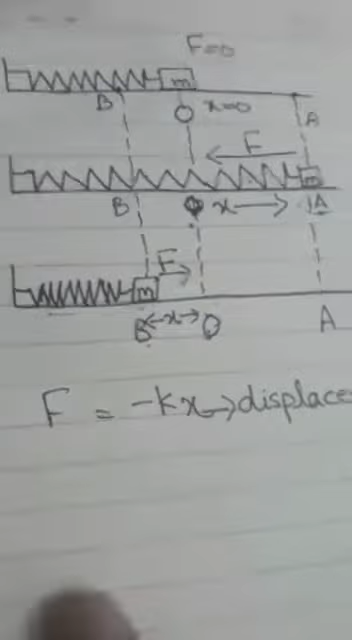 F=0
m
B x=0 A
F
m
B O x A
F
m
B x O A
F = -kx→displace